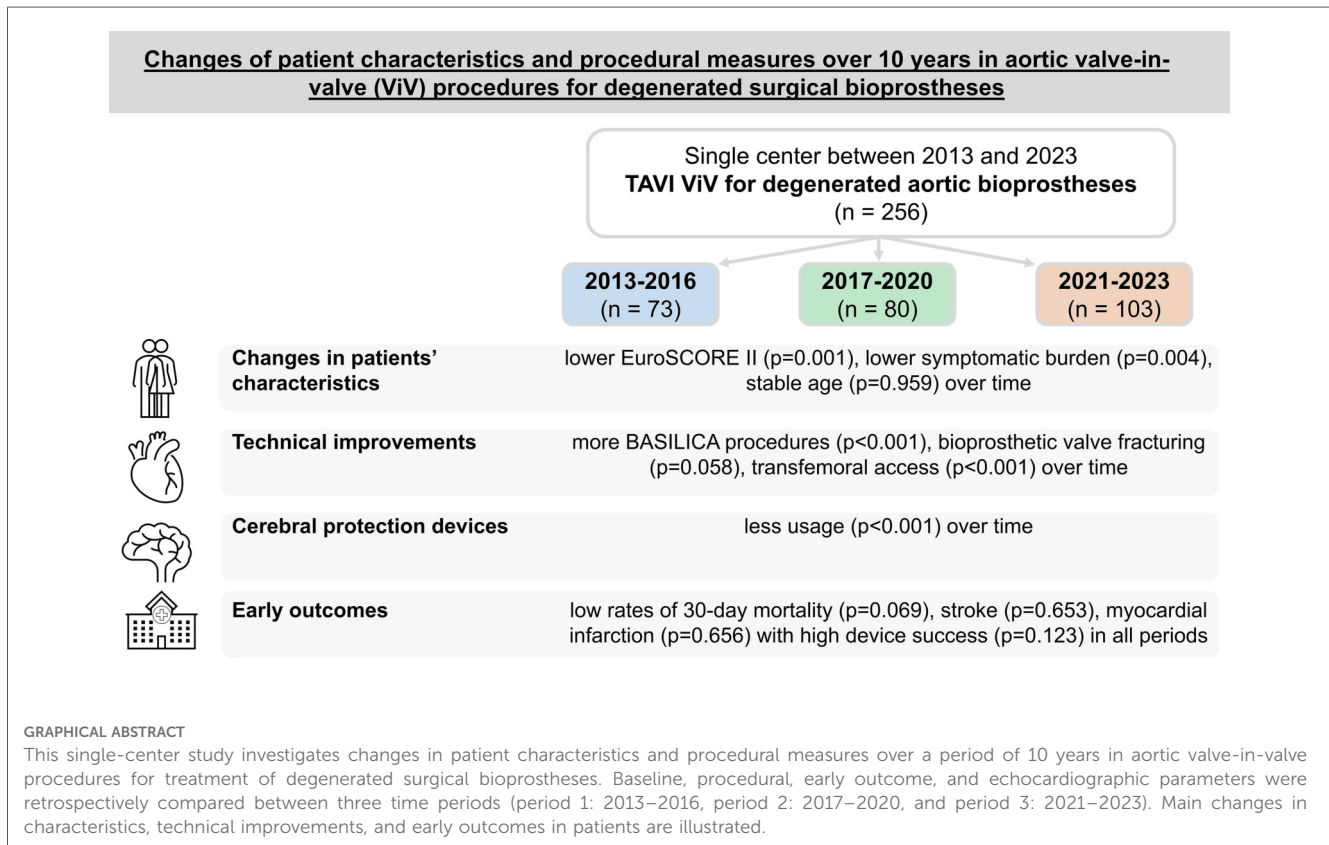 Changes of patient characteristics and procedural measures over 10 years in aortic valve-in-
valve (ViV) procedures for degenerated surgical bioprostheses
Single center between 2013 and 2023
TAVI ViV for degenerated aortic bioprostheses
(n = 256)
2013-2016
(n = 73)
2017-2020
(n = 80)
2021-2023
(n = 103)
Changes in patients'
characteristics
lower EuroSCORE II (p=0.001), lower symptomatic burden (p=0.004),
stable age (p=0.959) over time
Technical improvements
more BASILICA procedures (p<0.001), bioprosthetic valve fracturing
(p=0.058), transfemoral access (p<0.001) over time
Cerebral protection devices
less usage (p<0.001) over time
Early outcomes
low rates of 30-day mortality (p=0.069), stroke (p=0.653), myocardial
infarction (p=0.656) with high device success (p=0.123) in all periods
GRAPHICAL ABSTRACT
This single-center study investigates changes in patient characteristics and procedural measures over a period of 10 years in aortic valve-in-valve
procedures for treatment of degenerated surgical bioprostheses. Baseline, procedural, early outcome, and echocardiographic parameters were
retrospectively compared between three time periods (period 1: 2013–2016, period 2: 2017–2020, and period 3: 2021–2023). Main changes in
characteristics, technical improvements, and early outcomes in patients are illustrated.